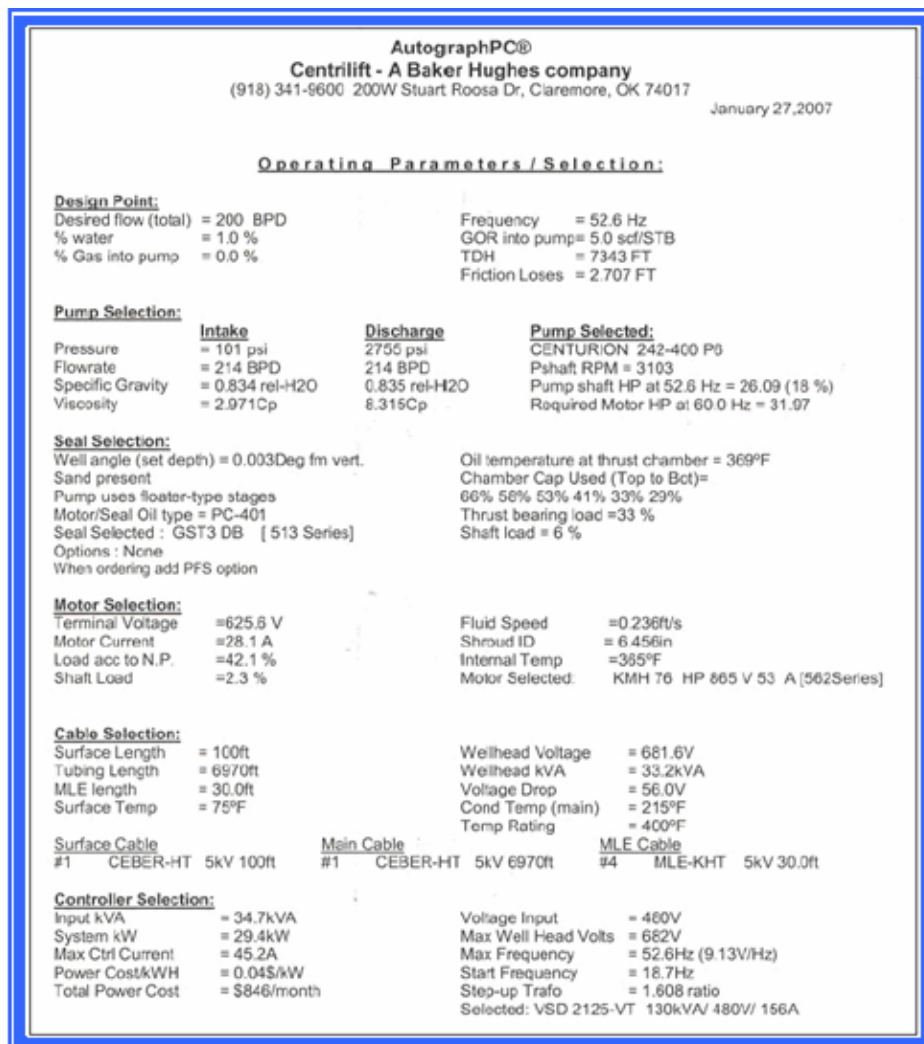 AutographPC®
Centrilift - A Baker Hughes company
(918) 341-9600 200W Stuart Roosa Dr, Claremore, OK 74017
January 27,2007
Operating Parameters / Selection:
Design Point:
Desired flow (total) = 200 BPD Frequency = 52.6 Hz
% water = 1.0 % GOR into pump= 5.0 scf/STB
% Gas into pump = 0.0 % TDH = 7343 FT
Friction Loses = 2.707 FT
Pump Selection:
Intake Discharge Pump Selected:
Pressure = 101 psi 2755 psi CENTURION 242-400 P6
Flowrate = 214 BPD 214 BPD Pshaft RPM = 3103
Specific Gravity = 0.834 rel-H2O 0.835 rel-H2O Pump shaft HP at 52.6 Hz = 26.09 (18 %)
Viscosity = 2.971Cp 8.315Cp Required Motor HP at 60.0 Hz = 31.97
Seal Selection:
Well angle (set depth) = 0.003Deg fm vert. Oil temperature at thrust chamber = 369ºF
Sand present Chamber Cap Used (Top to Bot)=
Pump uses floater-type stages 66% 58% 53% 41% 33% 29%
Motor/Seal Oil type = PC-401 Thrust bearing load =33 %
Seal Selected : GST3 DB [ 513 Series] Shaft load = 6 %
Options : None
When ordering add PFS option
Motor Selection:
Terminal Voltage =625.6 V Fluid Speed =0.236ft/s
Motor Current =28.1 A Shroud ID = 6.456in
Load acc to N.P. =42.1 % Internal Temp =365ºF
Shaft Load =2.3 % Motor Selected: KMH 76 HP 865 V 53 A [562Series]
Cable Selection:
Surface Length = 100ft Wellhead Voltage = 681.6V
Tubing Length = 6970ft Wellhead kVA = 33.2kVA
MLE length = 30.0ft Voltage Drop = 56.0V
Surface Temp = 75ºF Cond Temp (main) = 215ºF
Temp Rating = 400ºF
Surface Cable Main Cable MLE Cable
#1 CEBER-HT 5kV 100ft #1 CEBER-HT 5kV 6970ft #4 MLE-KHT 5kV 30.0ft
Controller Selection:
Input kVA = 34.7kVA Voltage Input = 480V
System kW = 29.4kW Max Well Head Volts = 682V
Max Ctrl Current = 45.2A Max Frequency = 52.6Hz (9.13V/Hz)
Power Cost/kWH = 0.04$/kW Start Frequency = 18.7Hz
Total Power Cost = $846/month Step-up Trafo = 1.608 ratio
Selected: VSD 2125-VT 130kVA/ 480V/ 156A